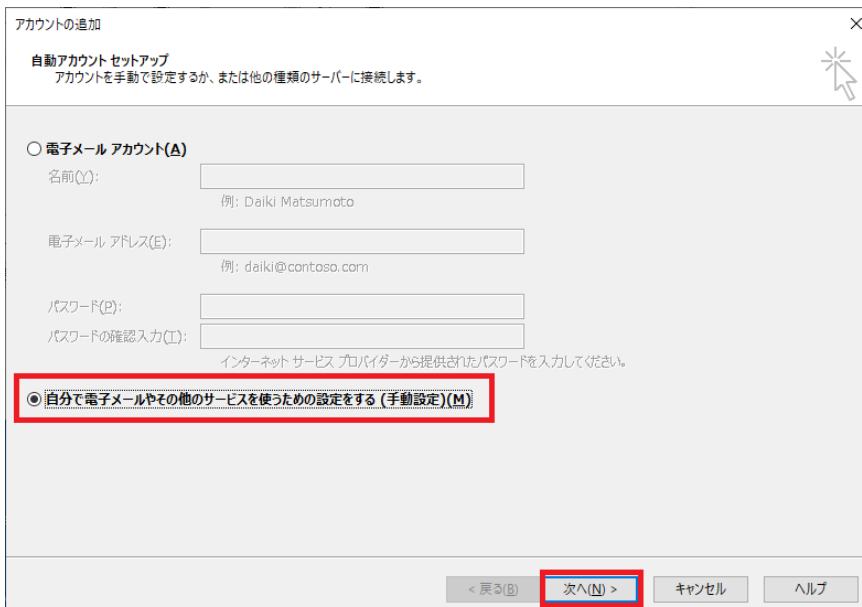 アカウントの追加
自動アカウント セットアップ
アカウントを手動で設定するか、または他の種類のサーバーに接続します。
電子メール アカウント(A)
名前(Y):
例: Daiki Matsumoto
電子メール アドレス(E):
例: daiki@contoso.com
パスワード(P):
パスワードの確認入力(T):
インターネット サービス プロバイダーから提供されたパスワードを入力してください。
自分で電子メールやその他のサービスを使うための設定をする (手動設定)(M)
< 戻る(B) 次へ(N) > キャンセル ヘルプ